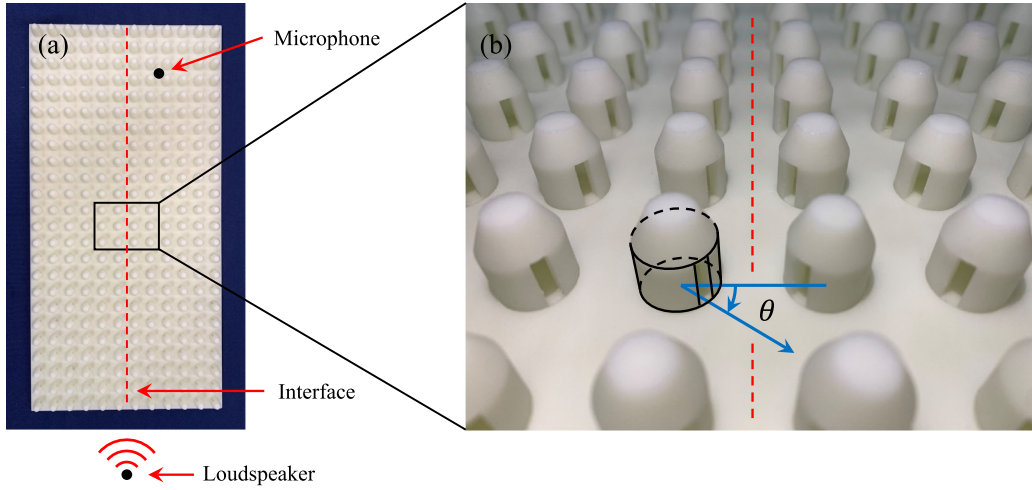 (a)
Microphone
(b)
θ
Interface
Loudspeaker